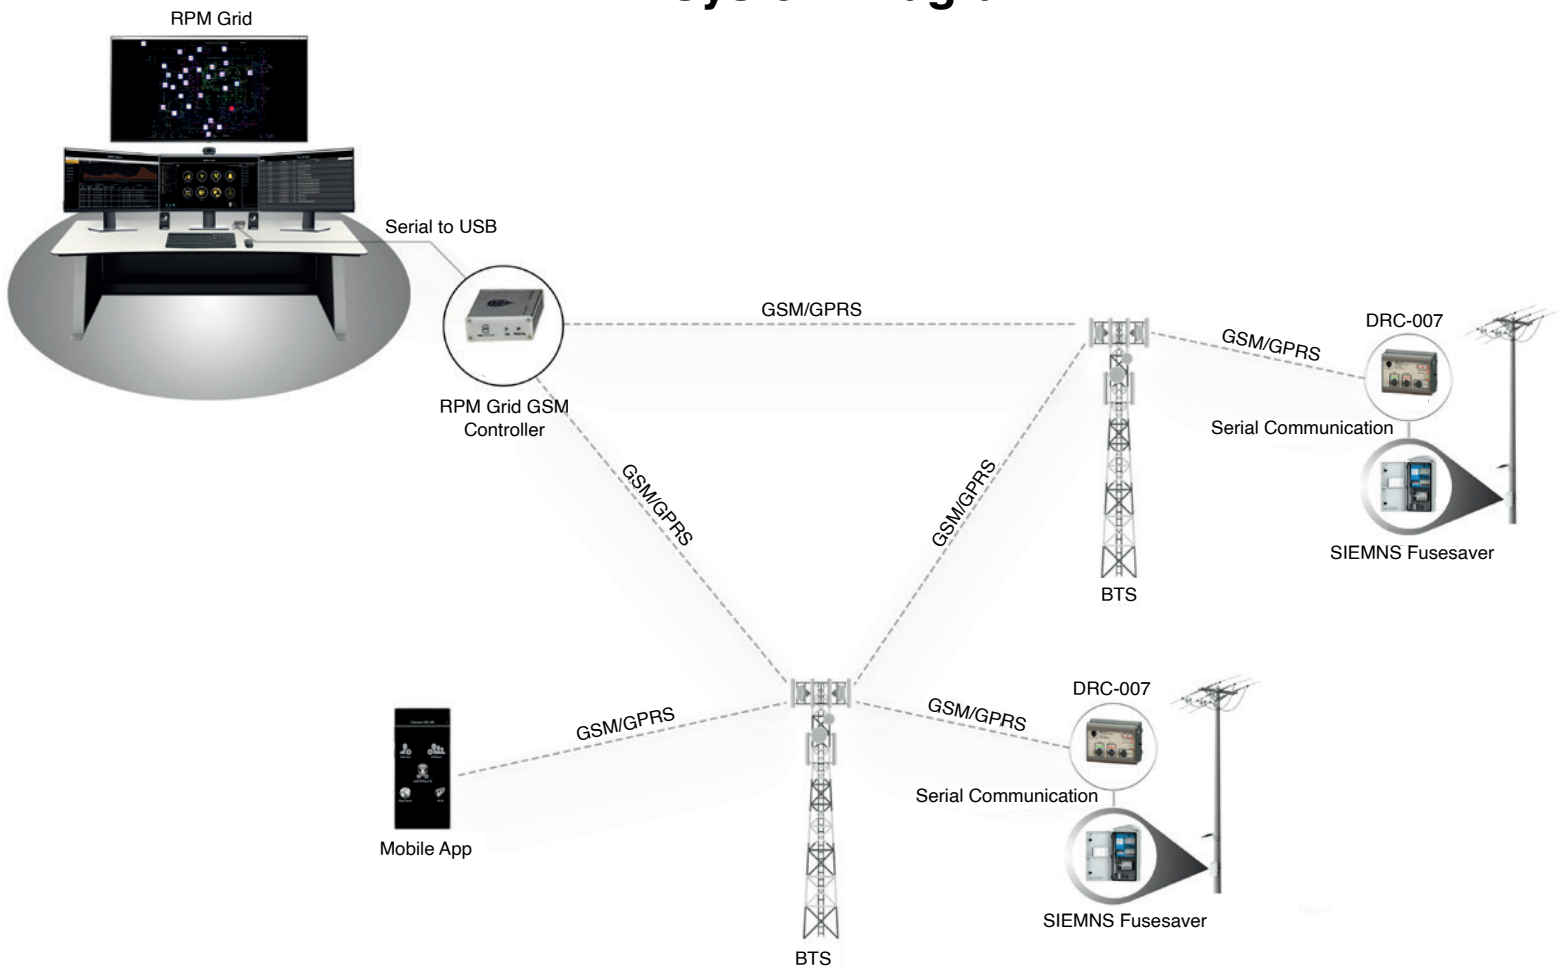 RPM Grid
Serial to USB
GSM/GPRS
DRC-007
GSM/GPRS
RPM Grid GSM
Controller
Serial Communication
GSM/GPRS
GSM/GPRS
SIEMNS Fusesaver
BTS
DRC-007
GSM/GPRS
GSM/GPRS
Serial Communication
Mobile App
SIEMNS Fusesaver
BTS